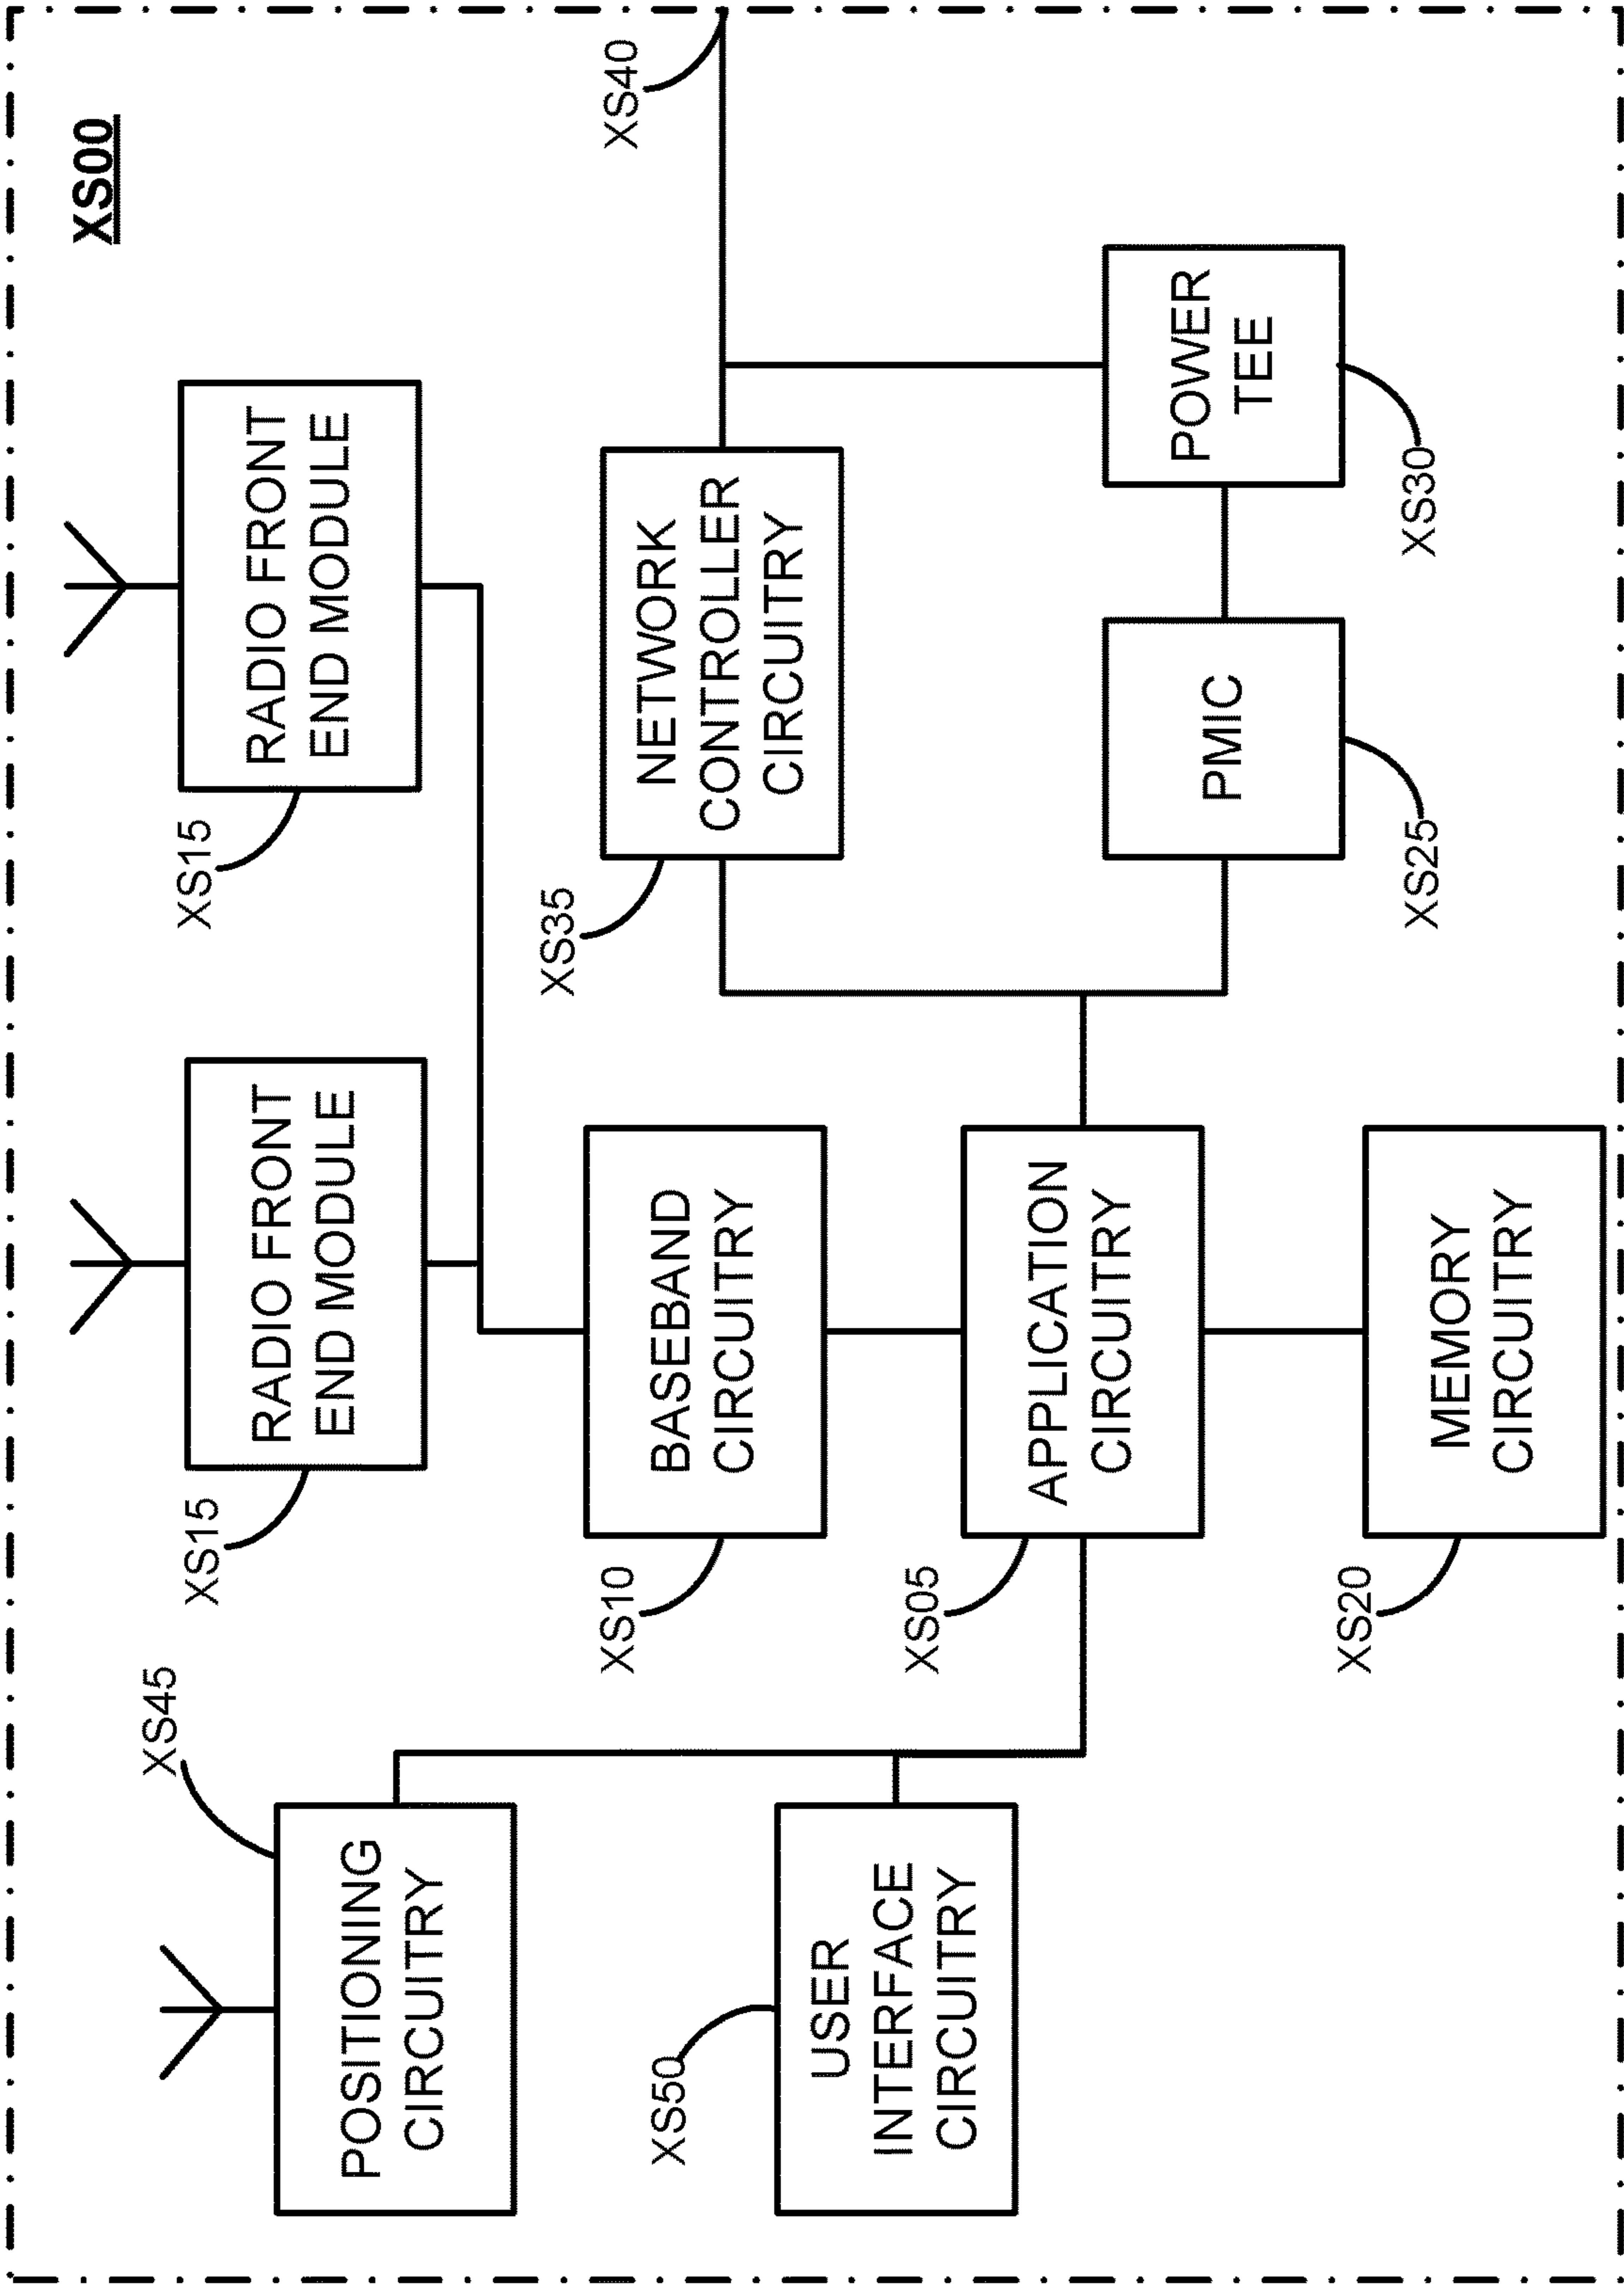 XS00
XS45
POSITIONING
CIRCUITRY
XS15
RADIO FRONT
END MODULE
XS15
RADIO FRONT
END MODULE
XS50
USER
INTERFACE
CIRCUITRY
XS10
BASEBAND
CIRCUITRY
XS35
NETWORK
CONTROLLER
CIRCUITRY
XS40
XS05
APPLICATION
CIRCUITRY
PMIC
XS25
POWER
TEE
XS30
XS20
MEMORY
CIRCUITRY